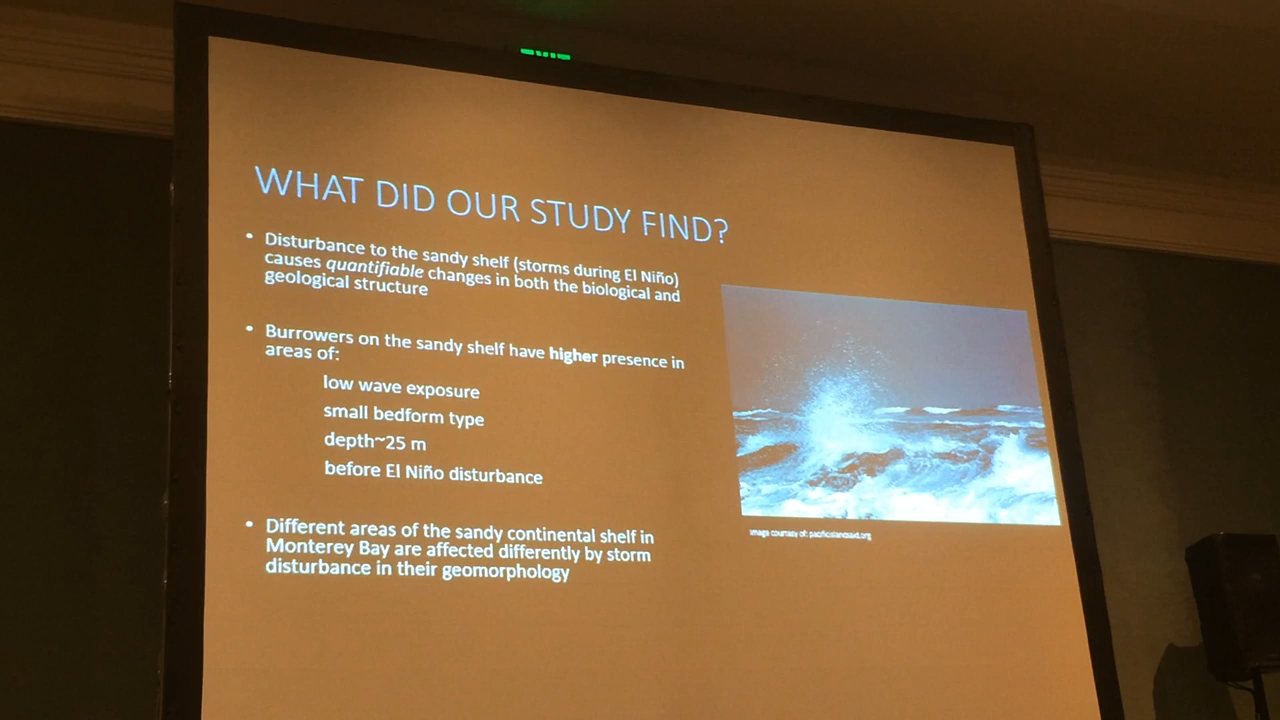 WHAT DID OUR STUDY FIND?
• Disturbance to the sandy shelf (storms during El Niño)
causes quantifiable changes in both the biological and
geological structure
• Burrowers on the sandy shelf have higher presence in
areas of:
low wave exposure
small bedform type
depth~25 m
before El Niño disturbance
• Different areas of the sandy continental shelf in
Monterey Bay are affected differently by storm
disturbance in their geomorphology
Image courtesy of: